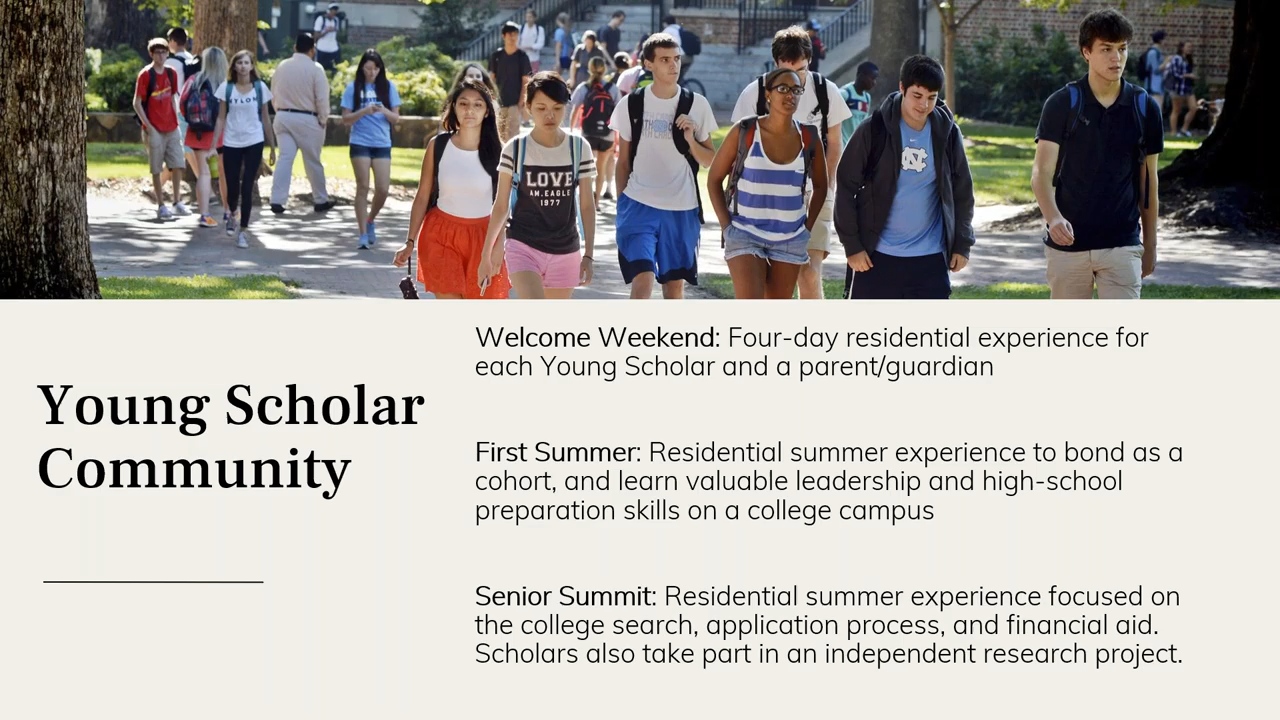 NYLON
LOVE
AM.EAGLE
1977
NC
Young Scholar
Community
Welcome Weekend: Four-day residential experience for
each Young Scholar and a parent/guardian
First Summer: Residential summer experience to bond as a
cohort, and learn valuable leadership and high-school
preparation skills on a college campus
Senior Summit: Residential summer experience focused on
the college search, application process, and financial aid.
Scholars also take part in an independent research project.